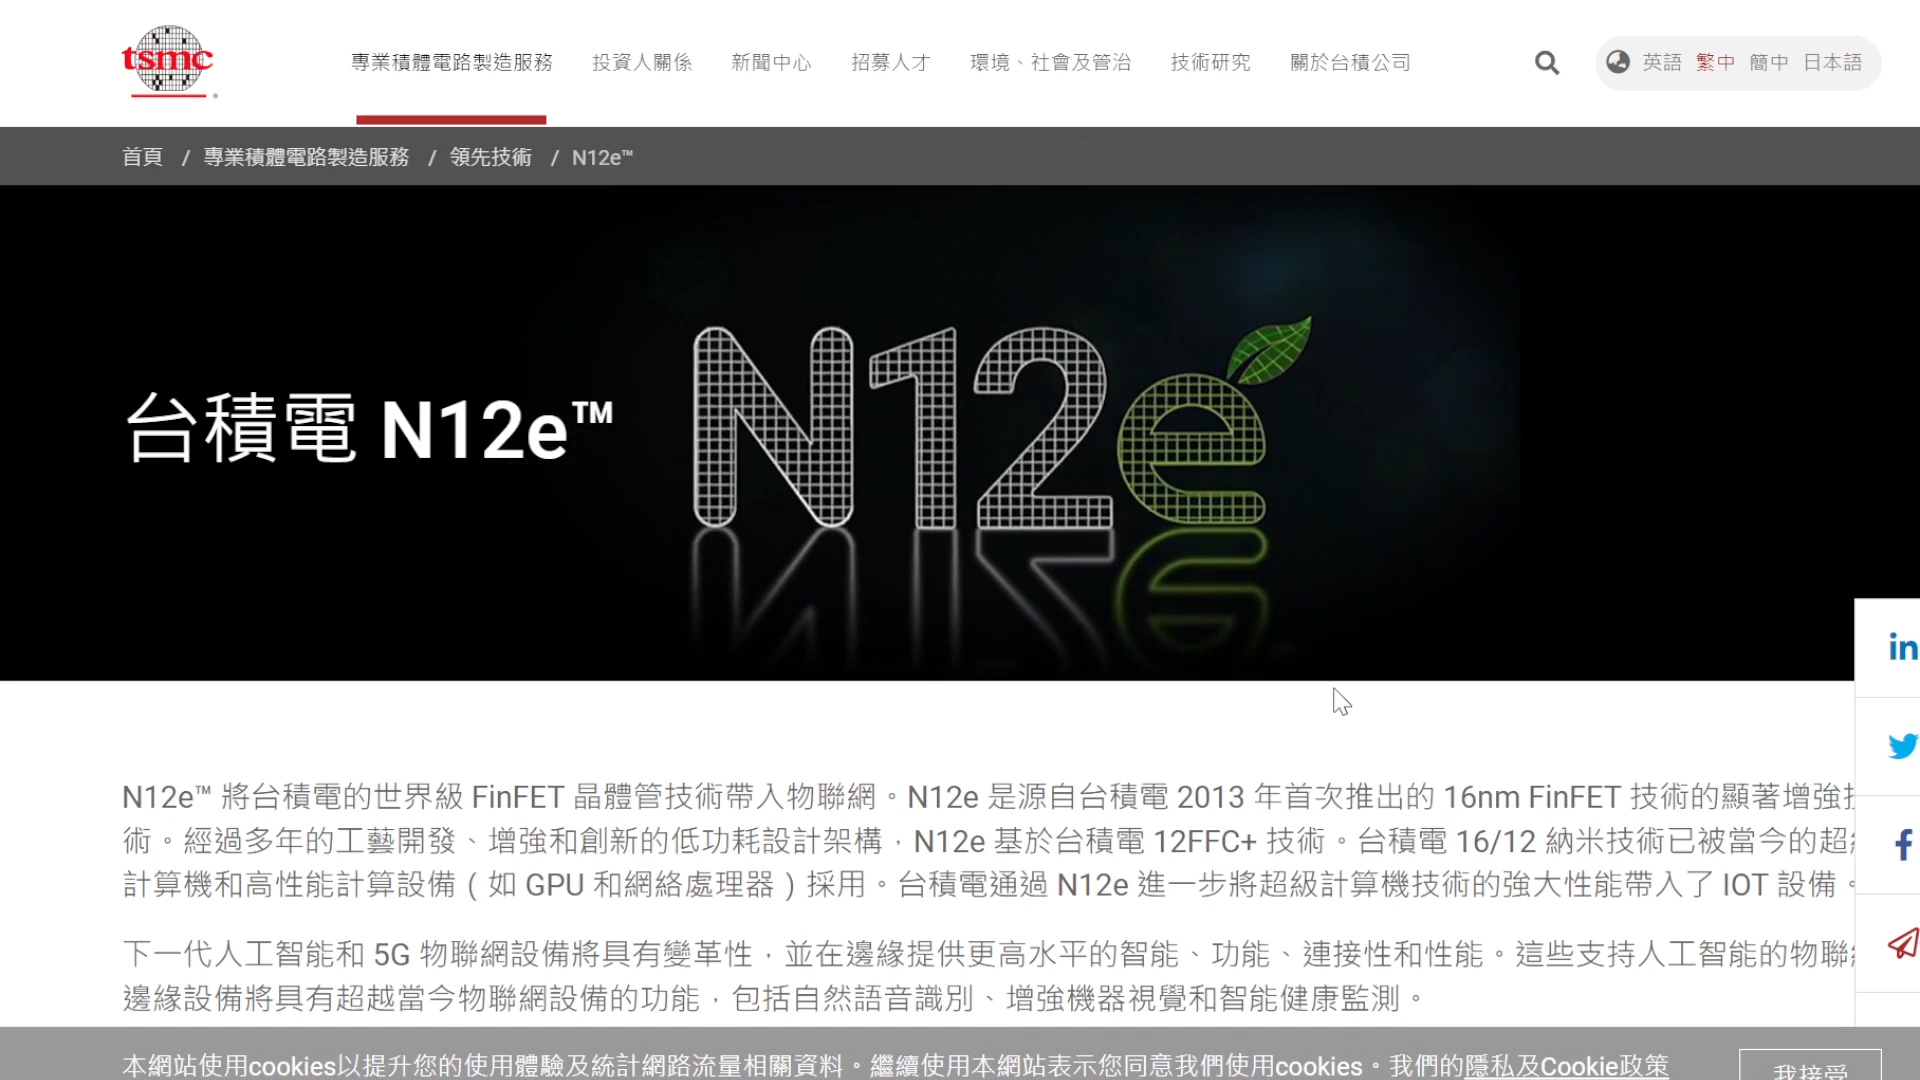 tsmc
專業積體電路製造服務 投資人關係 新聞中心 招募人才 環境、社會及管治 技術研究 關於台積公司
英語 繁中 簡中 日本語
首頁 / 專業積體電路製造服務 / 領先技術 / N12e™
台積電 N12e™
N12e
N12e™ 將台積電的世界級 FinFET 晶體管技術帶入物聯網。N12e 是源自台積電 2013 年首次推出的 16nm FinFET 技術的顯著增強技
術。經過多年的工藝開發、增強和創新的低功耗設計架構，N12e 基於台積電 12FFC+ 技術。台積電 16/12 納米技術已被當今的超級
計算機和高性能計算設備（如 GPU 和網絡處理器）採用。台積電通過 N12e 進一步將超級計算機技術的強大性能帶入了 IOT 設備。
下一代人工智能和 5G 物聯網設備將具有變革性，並在邊緣提供更高水平的智能、功能、連接性和性能。這些支持人工智能的物聯網
邊緣設備將具有超越當今物聯網設備的功能，包括自然語音識別、增強機器視覺和智能健康監測。
in
f
本網站使用cookies以提升您的使用體驗及統計網路流量相關資料。繼續使用本網站表示您同意我們使用cookies。我們的隱私及Cookie政策
我接受